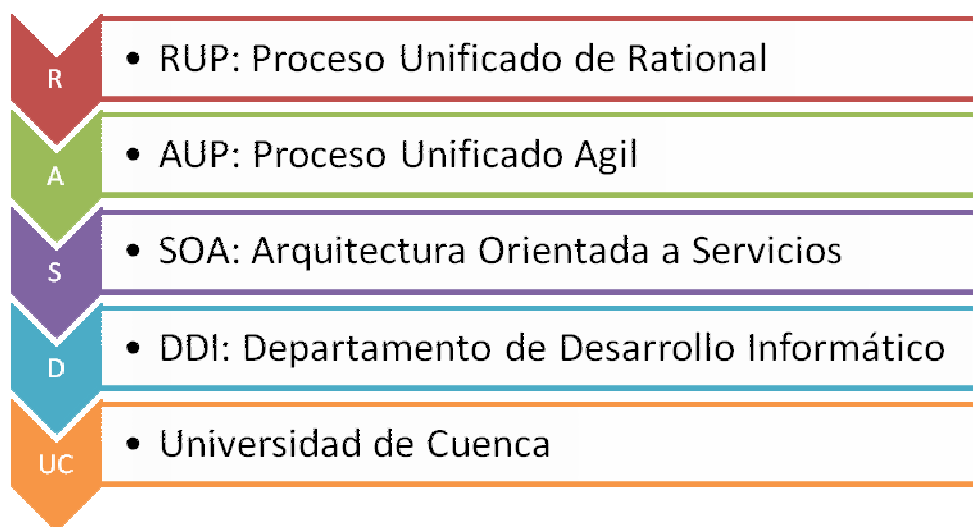 R
• RUP: Proceso Unificado de Rational
A
• AUP: Proceso Unificado Agil
S
• SOA: Arquitectura Orientada a Servicios
D
• DDI: Departamento de Desarrollo Informático
UC
• Universidad de Cuenca